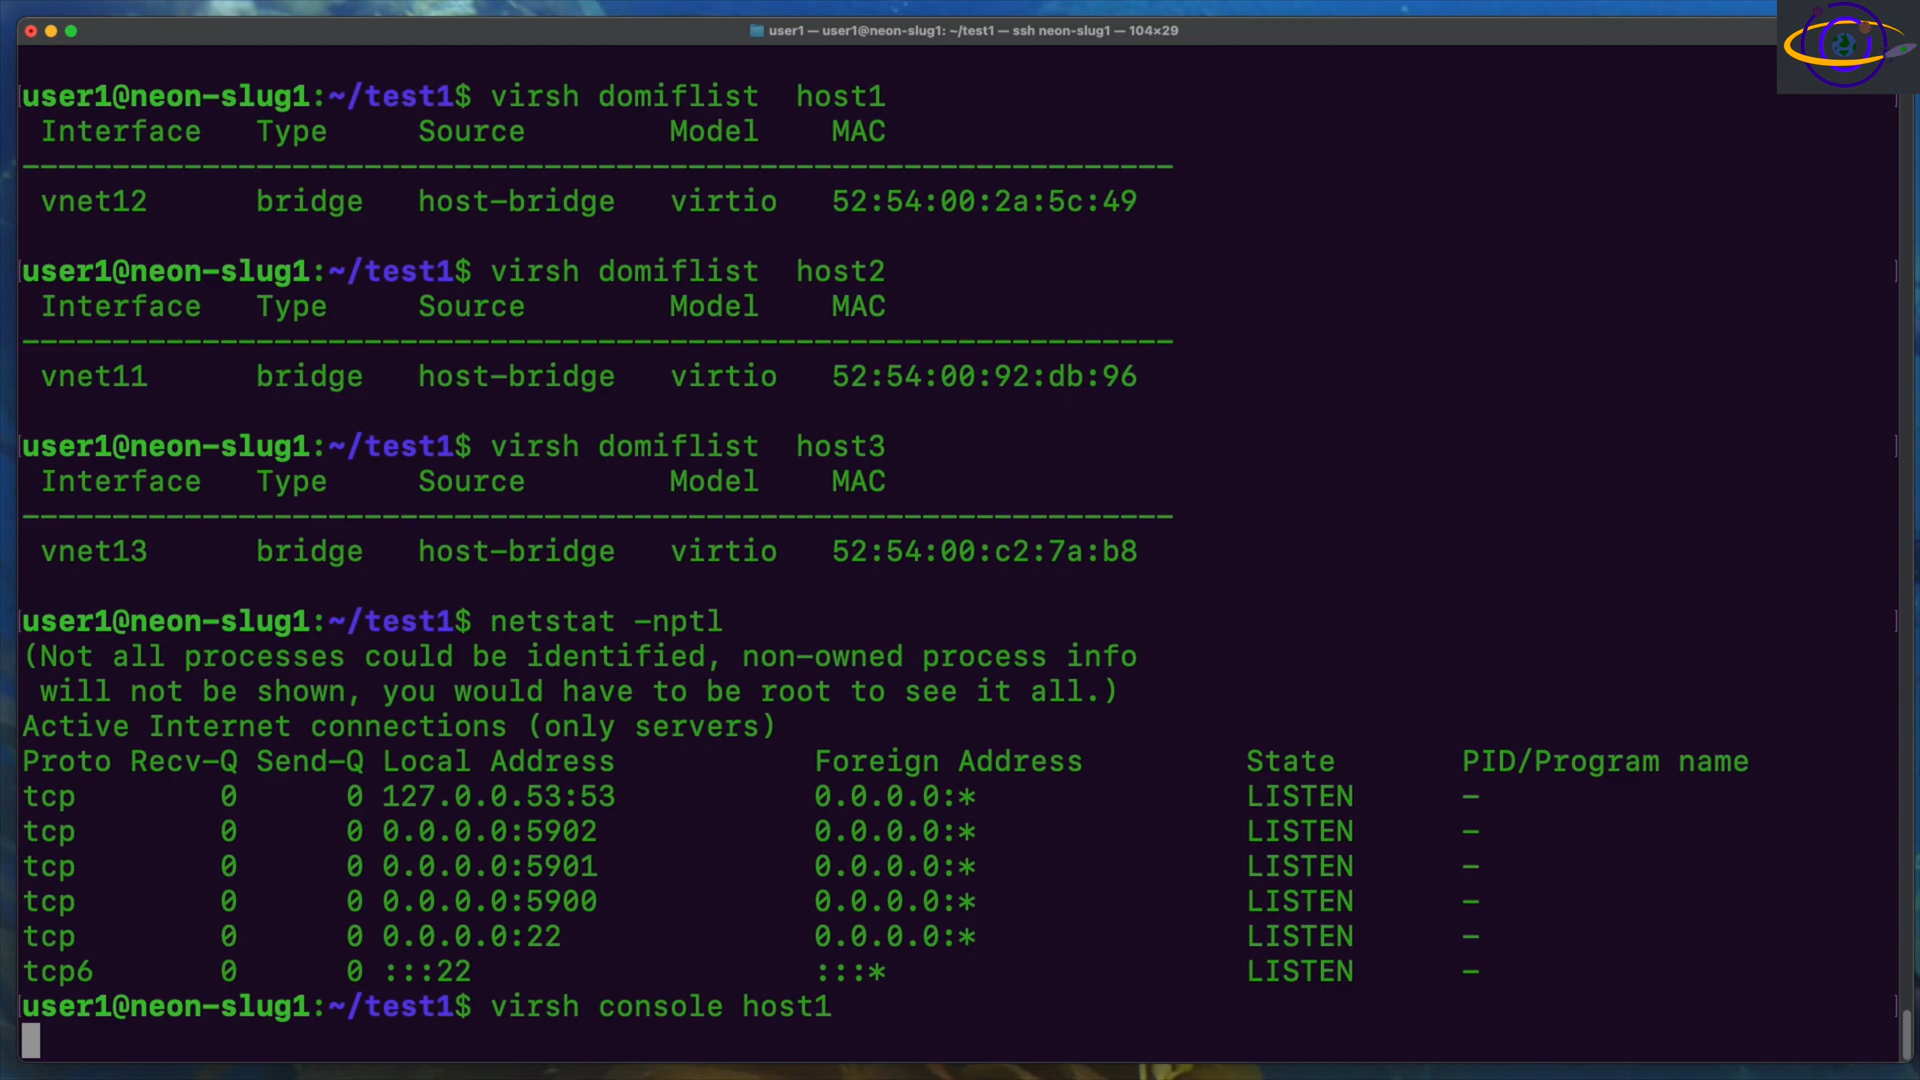 user1 — user1@neon-slug1: ~/test1 — ssh neon-slug1 — 104×29
user1@neon-slug1:~/test1$ virsh domiflist  host1
 Interface   Type     Source        Model    MAC
----------------------------------------------------------------
 vnet12      bridge   host-bridge   virtio   52:54:00:2a:5c:49
user1@neon-slug1:~/test1$ virsh domiflist  host2
 Interface   Type     Source        Model    MAC
----------------------------------------------------------------
 vnet11      bridge   host-bridge   virtio   52:54:00:92:db:96
user1@neon-slug1:~/test1$ virsh domiflist  host3
 Interface   Type     Source        Model    MAC
----------------------------------------------------------------
 vnet13      bridge   host-bridge   virtio   52:54:00:c2:7a:b8
user1@neon-slug1:~/test1$ netstat -nptl
(Not all processes could be identified, non-owned process info
 will not be shown, you would have to be root to see it all.)
Active Internet connections (only servers)
Proto Recv-Q Send-Q Local Address           Foreign Address         State       PID/Program name
tcp        0      0 127.0.0.53:53           0.0.0.0:*               LISTEN      -
tcp        0      0 0.0.0.0:5902            0.0.0.0:*               LISTEN      -
tcp        0      0 0.0.0.0:5901            0.0.0.0:*               LISTEN      -
tcp        0      0 0.0.0.0:5900            0.0.0.0:*               LISTEN      -
tcp        0      0 0.0.0.0:22              0.0.0.0:*               LISTEN      -
tcp6       0      0 :::22                   :::*                    LISTEN      -
user1@neon-slug1:~/test1$ virsh console host1